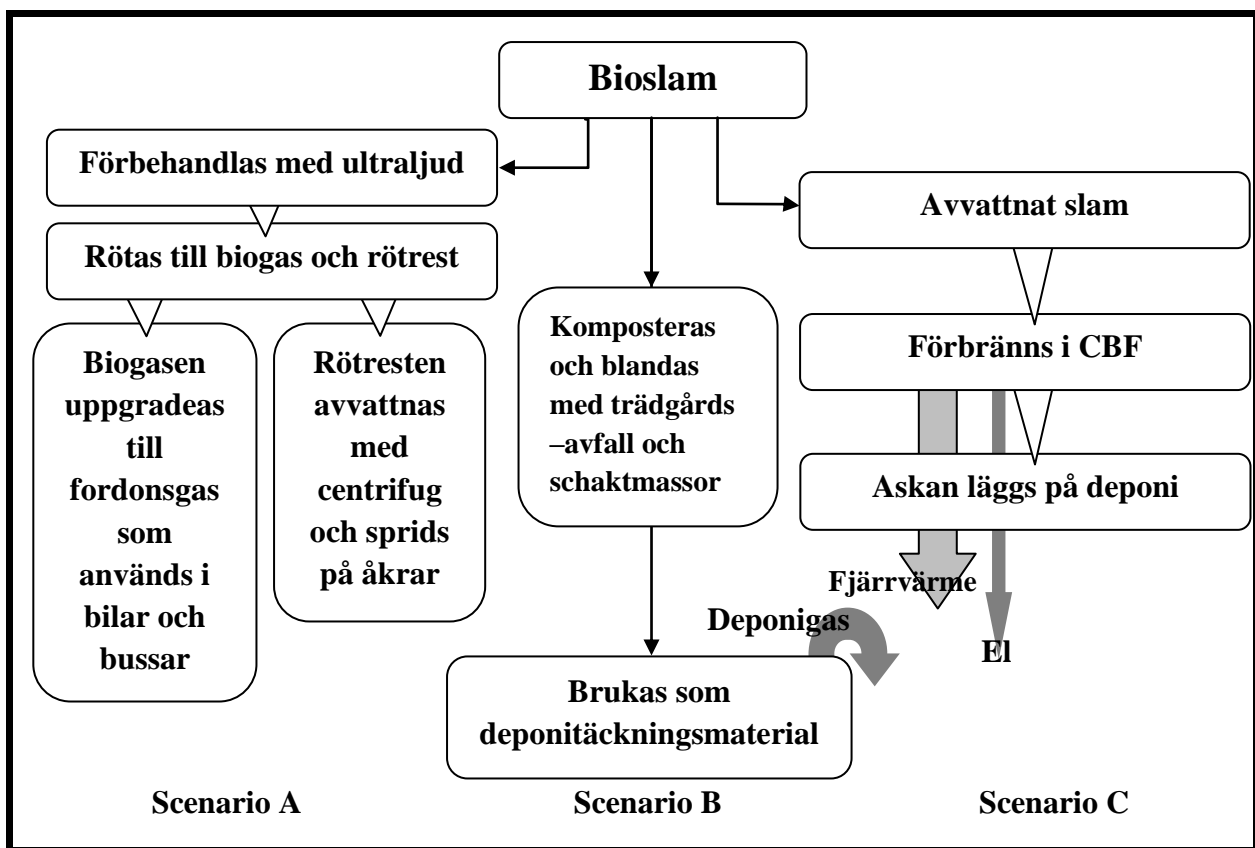 Bioslam
Förbehandlas med ultraljud
Rötas till biogas och rötrest
Biogasen
uppgradeas
till
fordonsgas
som
används i
bilar och
bussar
Rötresten
avvattnas
med
centrifug
och sprids
på åkrar
Komposteras
och blandas
med trädgårds
–avfall och
schaktmassor
Brukas som
deponitäckningsmaterial
Deponigas
Avvattnat slam
Förbränns i CBF
Askan läggs på deponi
Fjärrvärme
El
Scenario A
Scenario B
Scenario C